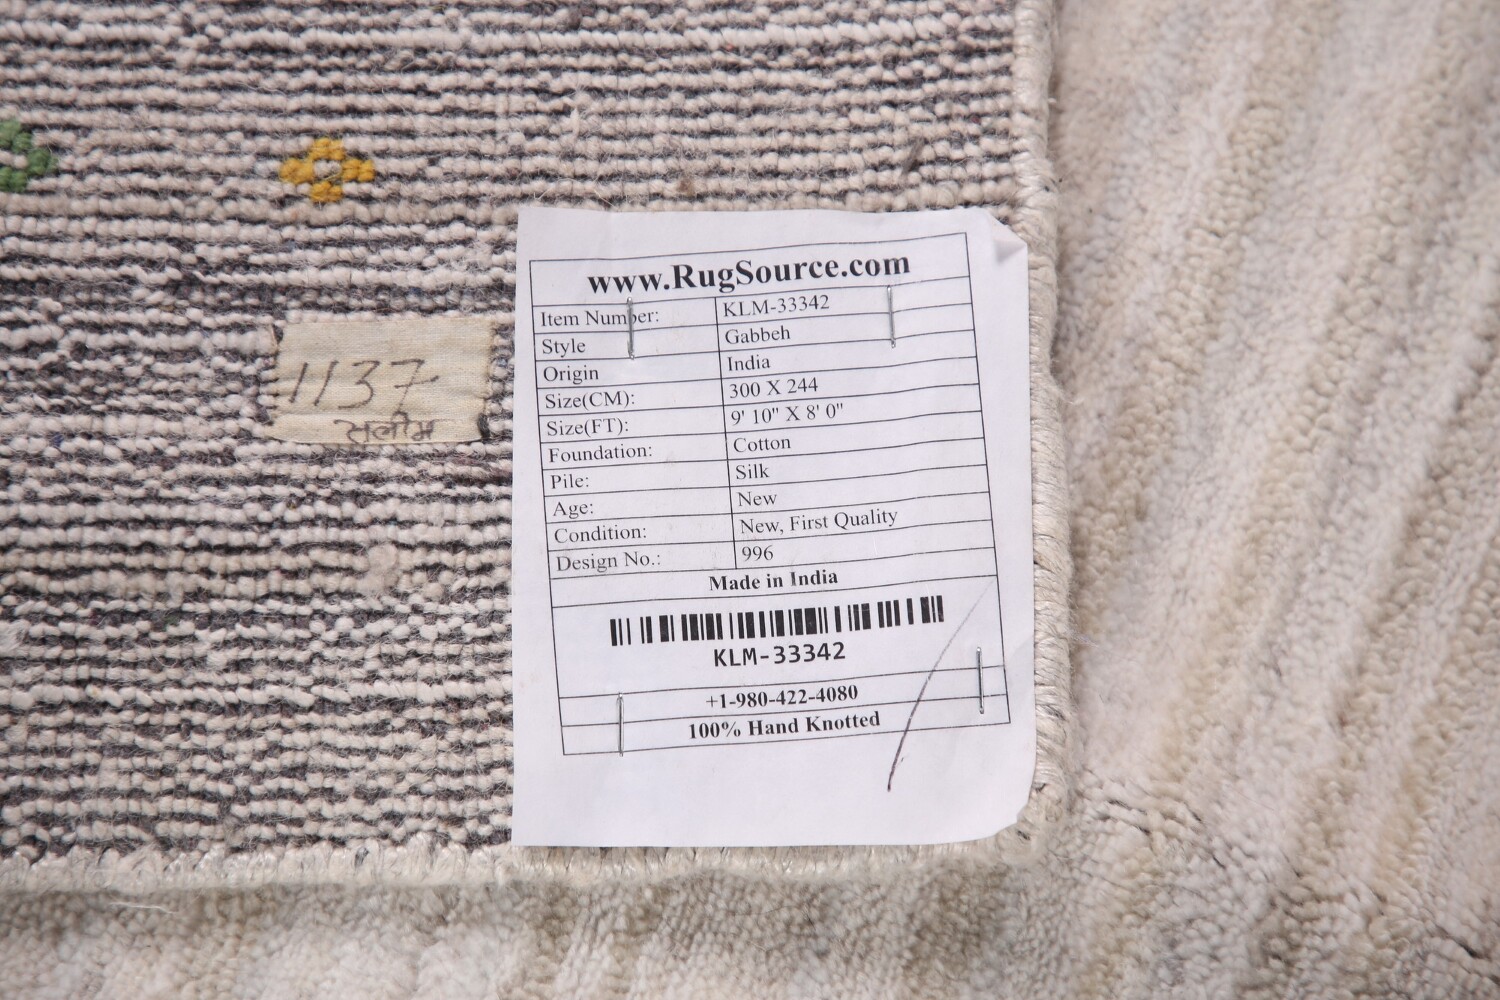 www.RugSource.com
Item Number: KLM-33342
Style Gabbeh
Origin India
Size(CM): 300 X 244
Size(FT): 9' 10" X 8' 0"
Foundation: Cotton
Pile: Silk
Age: New
Condition: New, First Quality
Design No.: 996
Made in India
KLM-33342
+1-980-422-4080
100% Hand Knotted
1137
सलीम